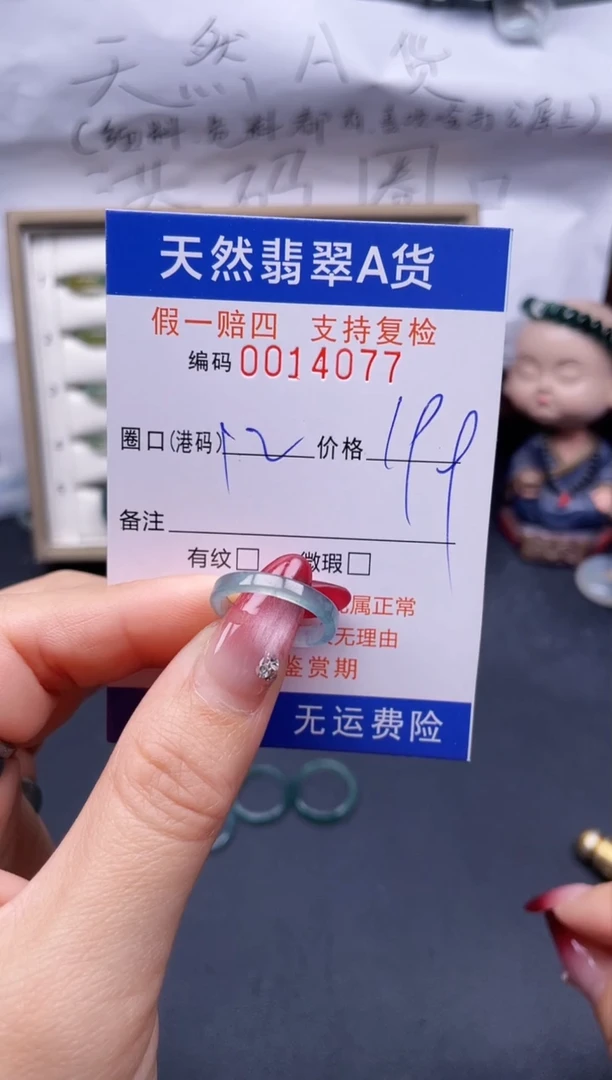 天然A货
天然翡翠A货
假一赔四 支持复检
编码 0014077
圈口(港码) 12 价格 199
备注
有纹□ 微瑕□
属正常
无理由
鉴赏期
无运费险